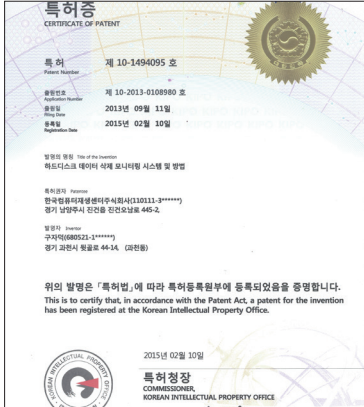 특허증
CERTIFICATE OF PATENT
특 허 제 10-1494095 호
Patent Number
출원번호 제 10-2013-0108980 호
Application Number
출원일 2013년 09월 11일
Filing Date
등록일 2015년 02월 10일
Registration Date
발명의 명칭 Title of the Invention
하드디스크 데이터 삭제 모니터링 시스템 및 방법
특허권자 Patentee
한국컴퓨터재생센터주식회사(110111-3******)
경기 남양주시 진건읍 진건오남로 445-2,
발명자 Inventor
구자덕(680521-1******)
경기 과천시 뒷골로 44-14, (과천동)
위의 발명은 「특허법」에 따라 특허등록원부에 등록되었음을 증명합니다.
This is to certify that, in accordance with the Patent Act, a patent for the invention
has been registered at the Korean Intellectual Property Office.
2015년 02월 10일
특허청장
COMMISSIONER,
KOREAN INTELLECTUAL PROPERTY OFFICE
KOREAN INTELLECTUAL PROPERTY OFFICE